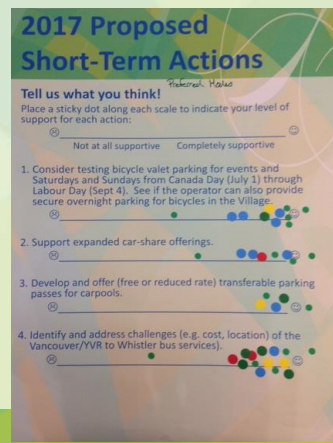 2017 Proposed
Short-Term Actions
Preferred Modes
Tell us what you think!
Place a sticky dot along each scale to indicate your level of
support for each action:
Not at all supportive Completely supportive
1. Consider testing bicycle valet parking for events and
Saturdays and Sundays from Canada Day (July 1) through
Labour Day (Sept 4). See if the operator can also provide
secure overnight parking for bicycles in the Village.
2. Support expanded car-share offerings.
3. Develop and offer (free or reduced rate) transferable parking
passes for carpools.
4. Identify and address challenges (e.g. cost, location) of the
Vancouver/YVR to Whistler bus services).